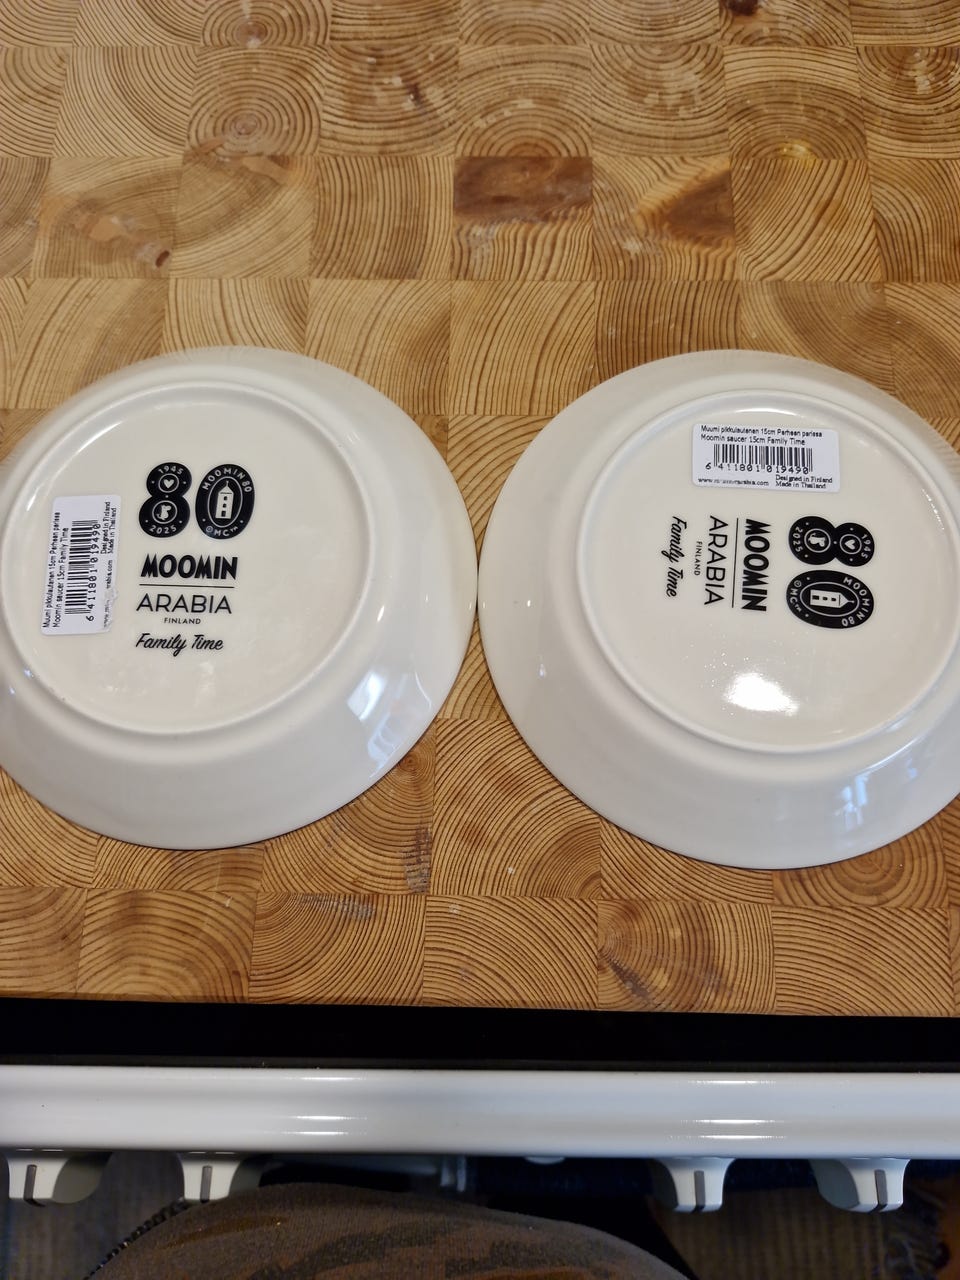 1945
2025
MOOMIN 80
©MC™
MOOMIN
ARABIA
FINLAND
Family Time
Muumi pikkulautanen 15cm Perheen parissa
Moomin saucer 15cm Family Time
6 411801 019490
Designed in Finland
Made in Thailand
Muumi pikkulautanen 15cm Perheen parissa
Moomin saucer 15cm Family Time
6 411801 019490
Designed in Finland
Made in Thailand
1945
2025
MOOMIN 80
©MC™
MOOMIN
ARABIA
FINLAND
Family Time